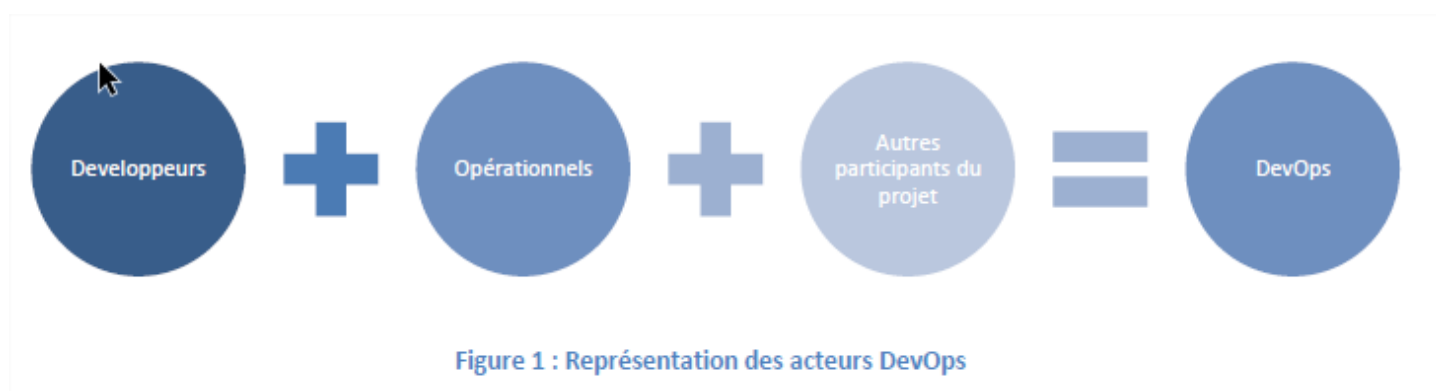 Developpeurs
Opérationnels
Autres
participants du
projet
DevOps
Figure 1 : Représentation des acteurs DevOps